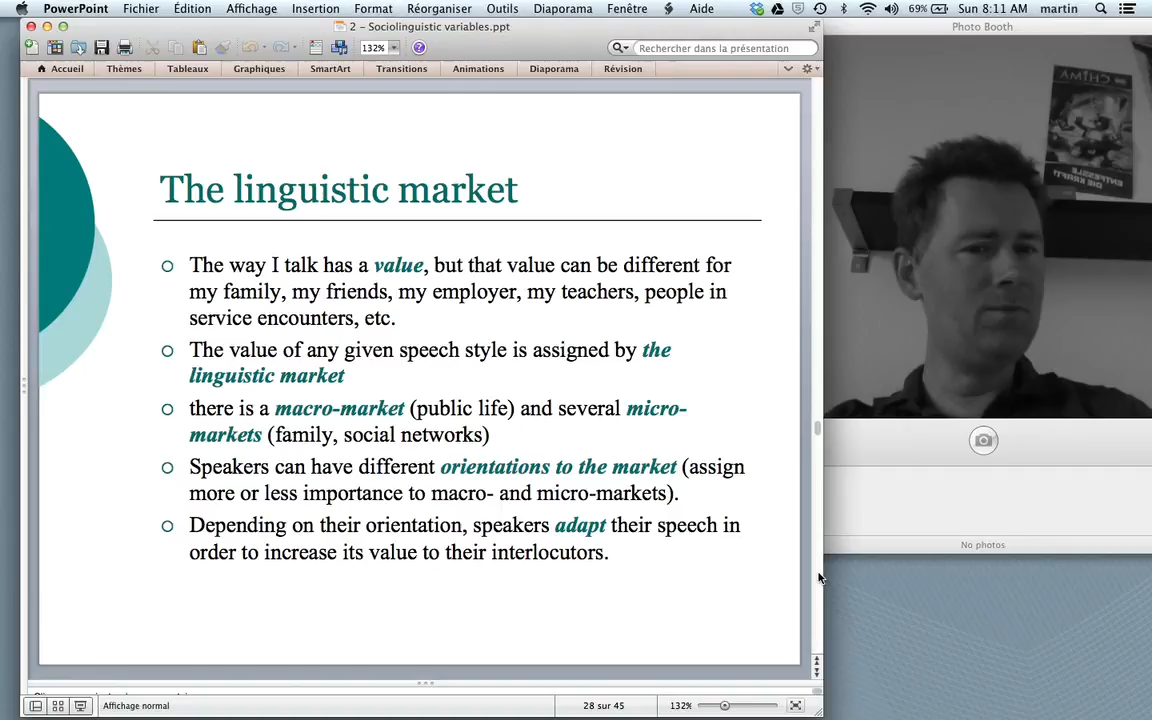 PowerPoint Fichier Édition Affichage Insertion Format Réorganiser Outils Diaporama Fenêtre Aide 69% Sun 8:11 AM martin
2 – Sociolinguistic variables.ppt
Photo Booth
132% Rechercher dans la présentation
Accueil Thèmes Tableaux Graphiques SmartArt Transitions Animations Diaporama Révision
The linguistic market
The way I talk has a value, but that value can be different for
my family, my friends, my employer, my teachers, people in
service encounters, etc.
The value of any given speech style is assigned by the
linguistic market
there is a macro-market (public life) and several micro-
markets (family, social networks)
Speakers can have different orientations to the market (assign
more or less importance to macro- and micro-markets).
Depending on their orientation, speakers adapt their speech in
order to increase its value to their interlocutors.
No photos
Affichage normal 28 sur 45 132%